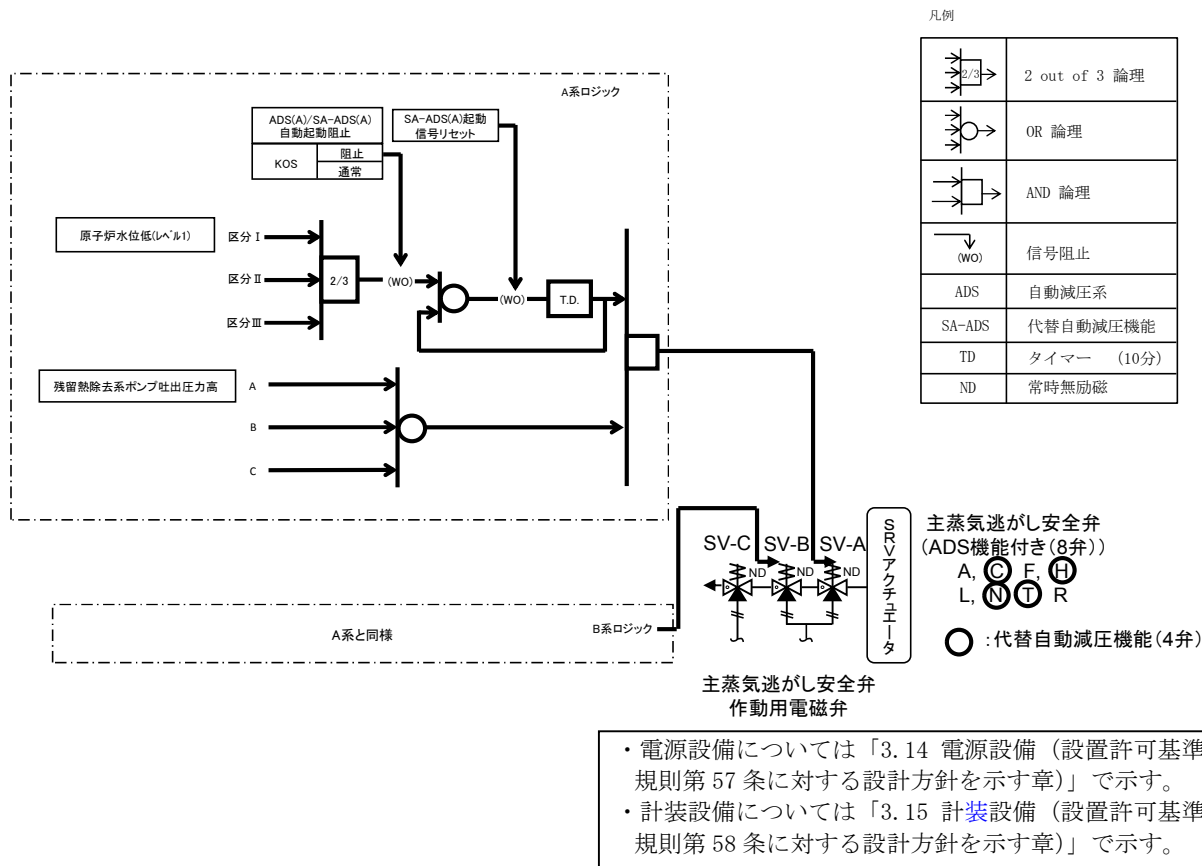 凡例
2/3
2 out of 3 論理
OR 論理
AND 論理
(WO)
信号阻止
ADS
自動減圧系
SA-ADS
代替自動減圧機能
TD
タイマー (10分)
ND
常時無励磁
A系ロジック
ADS(A)/SA-ADS(A)
自動起動阻止
KOS
阻止
通常
SA-ADS(A)起動
信号リセット
原子炉水位低(レベル1)
区分Ⅰ
区分Ⅱ
区分Ⅲ
2/3
(WO)
(WO)
T.D.
残留熱除去系ポンプ吐出圧力高
A
B
C
A系と同様
B系ロジック
SV-C
SV-B
SV-A
ND
ND
ND
SRVアクチュエータ
主蒸気逃がし安全弁
(ADS機能付き(8弁))
A, C F, H
L, N T R
:代替自動減圧機能(4弁)
主蒸気逃がし安全弁
作動用電磁弁
・電源設備については「3.14 電源設備（設置許可基準
規則第 57 条に対する設計方針を示す章）」で示す。
・計装設備については「3.15 計装設備（設置許可基準
規則第 58 条に対する設計方針を示す章）」で示す。